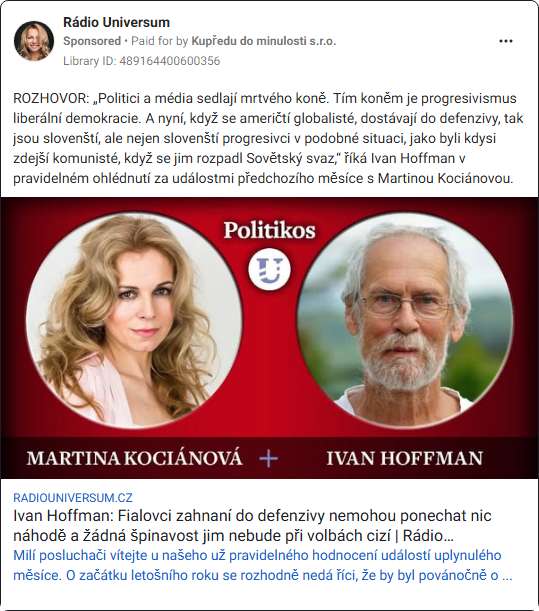 Rádio Universum
Sponsored • Paid for by Kupředu do minulosti s.r.o.
Library ID: 489164400600356
ROZHOVOR: „Politici a média sedlají mrtvého koně. Tím koněm je progresivismus
liberální demokracie. A nyní, když se američtí globalisté, dostávají do defenzivy, tak
jsou slovenští, ale nejen slovenští progresivci v podobné situaci, jako byli kdysi
zdejší komunisté, když se jim rozpadl Sovětský svaz,“ říká Ivan Hoffman v
pravidelném ohlédnutí za událostmi předchozího měsíce s Martinou Kociánovou.
Politikos
U
MARTINA KOCIÁNOVÁ + IVAN HOFFMAN
RADIOUNIVERSUM.CZ
Ivan Hoffman: Fialovci zahnaní do defenzivy nemohou ponechat nic
náhodě a žádná špinavost jim nebude při volbách cizí | Rádio…
Milí posluchači vítejte u našeho už pravidelného hodnocení událostí uplynulého
měsíce. O začátku letošního roku se rozhodně nedá říci, že by byl povánočně o ...